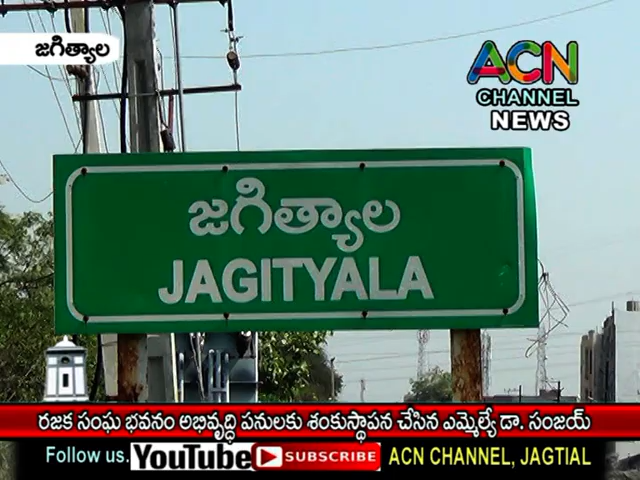 జగిత్యాల
ACN
CHANNEL
NEWS
జగిత్యాల
JAGITYALA
రజక సంఘ భవనం అభివృద్ధి పనులకు శంకుస్థాపన చేసిన ఎమ్మెల్యే డా. సంజయ్
Follow us. YouTube SUBSCRIBE ACN CHANNEL, JAGTIAL